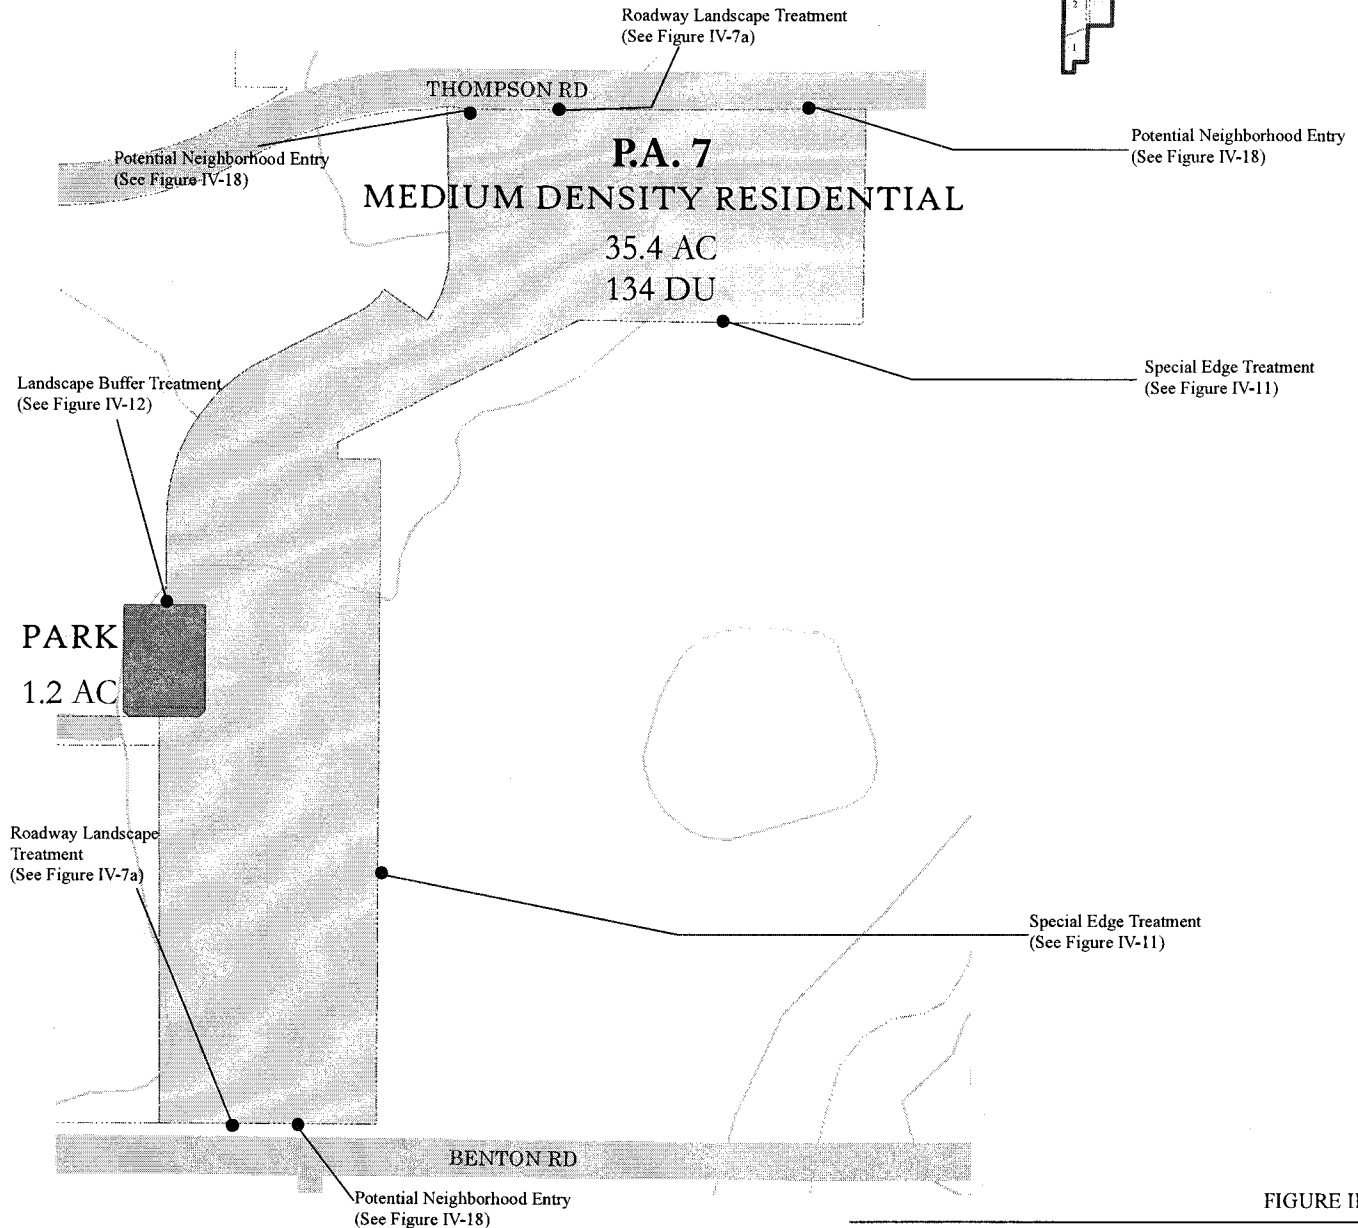 Roadway Landscape Treatment
(See Figure IV-7a)
2
1
THOMPSON RD
Potential Neighborhood Entry
(See Figure IV-18)
Potential Neighborhood Entry
(See Figure IV-18)
P.A. 7
MEDIUM DENSITY RESIDENTIAL
35.4 AC
134 DU
Special Edge Treatment
(See Figure IV-11)
Landscape Buffer Treatment
(See Figure IV-12)
PARK
1.2 AC
Roadway Landscape
Treatment
(See Figure IV-7a)
Special Edge Treatment
(See Figure IV-11)
BENTON RD
Potential Neighborhood Entry
(See Figure IV-18)
FIGURE